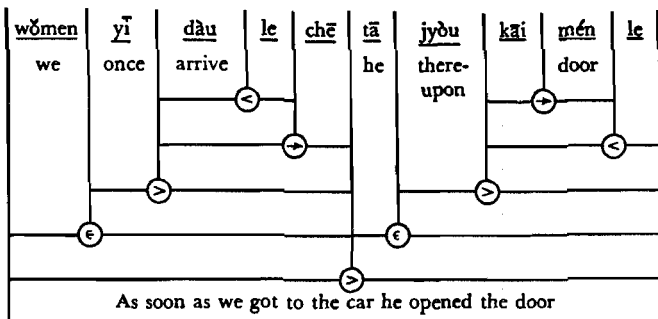 wǒmen yī dàu le chē tā jyòu kāi mén le
we once arrive he there- door
upon
< →
→ <
> >
ϵ ϵ
>
As soon as we got to the car he opened the door